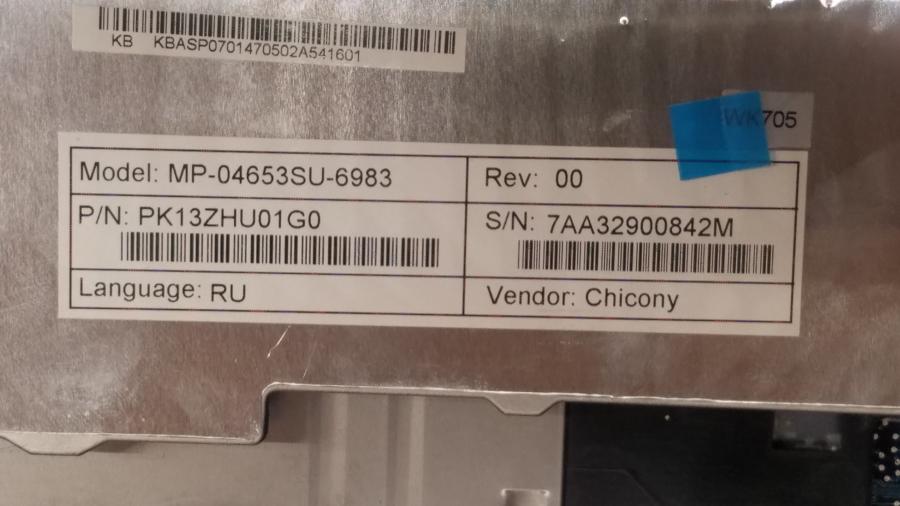 KB KBASP0701470502A541601
WK705
Model: MP-04653SU-6983
Rev: 00
P/N: PK13ZHU01G0
S/N: 7AA32900842M
Language: RU
Vendor: Chicony